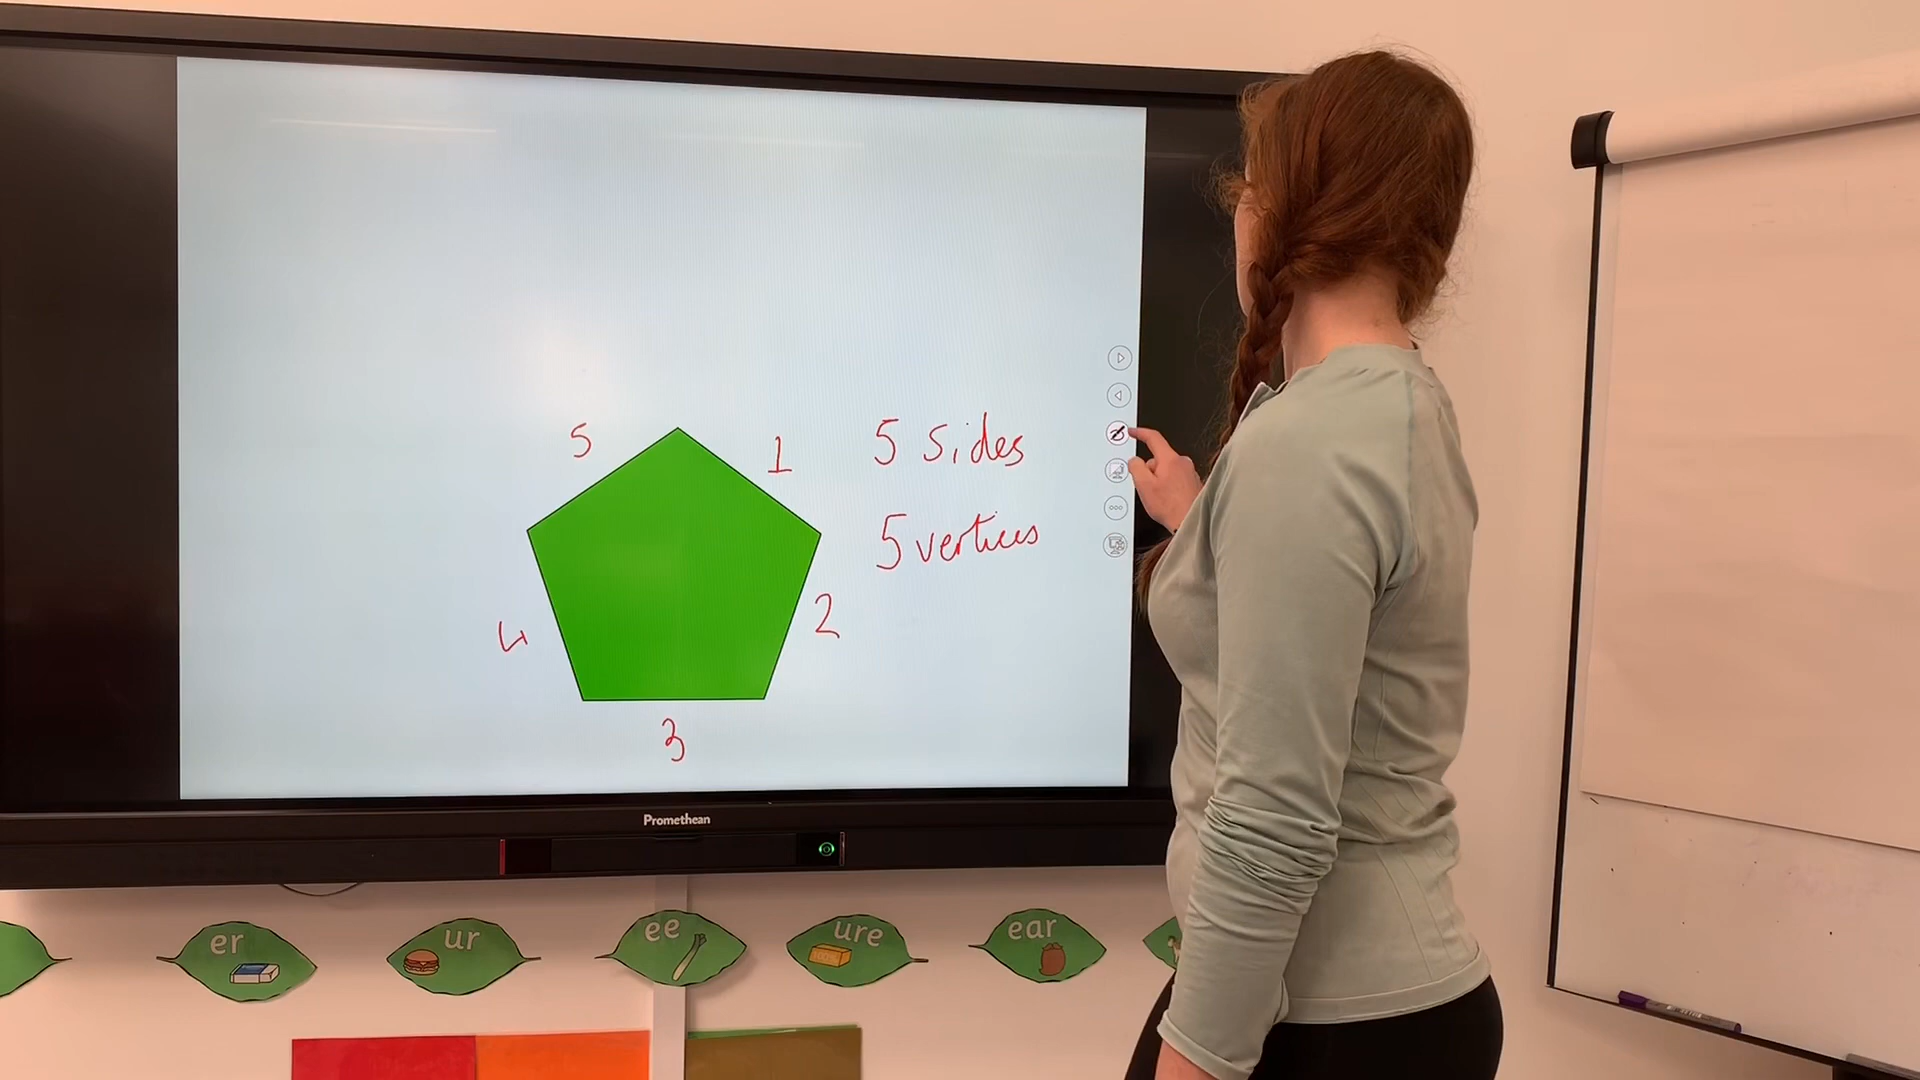 5
1
5 sides
5 vertices
2
4
3
Promethean
er
ur
ee
ure
ear